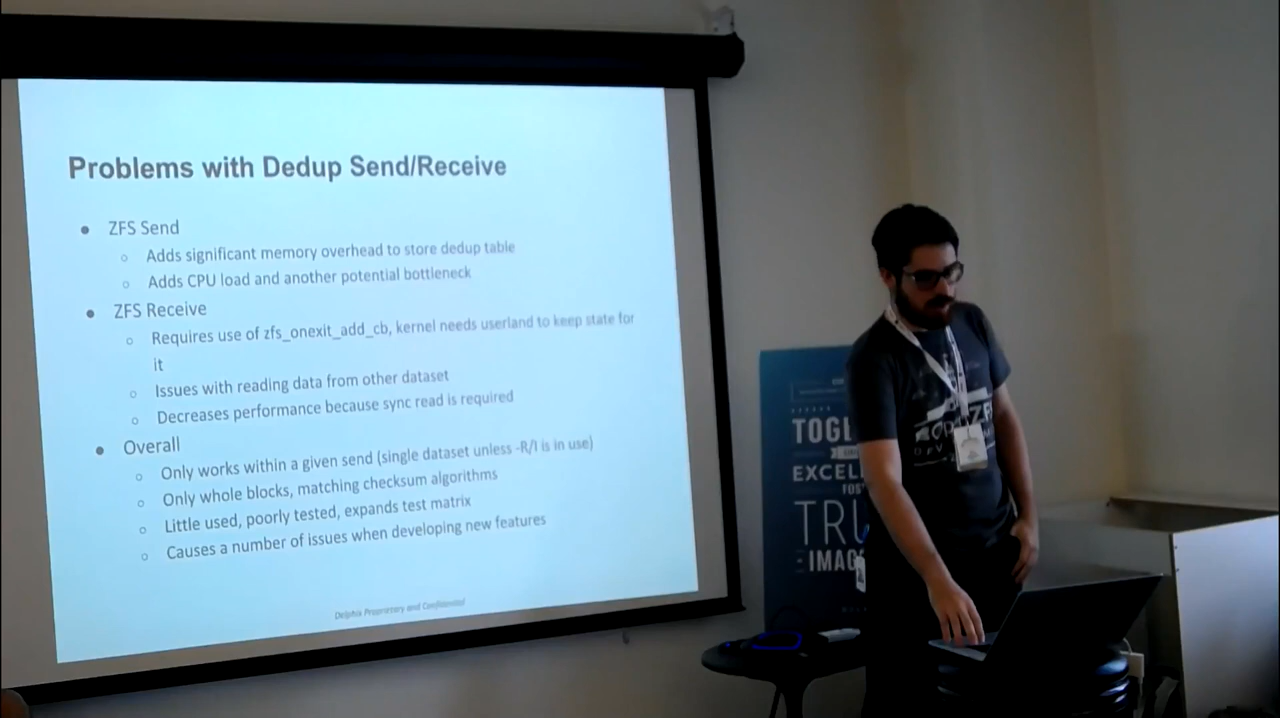 Problems with Dedup Send/Receive
● ZFS Send
○ Adds significant memory overhead to store dedup table
○ Adds CPU load and another potential bottleneck
● ZFS Receive
○ Requires use of zfs_onexit_add_cb, kernel needs userland to keep state for
it
○ Issues with reading data from other dataset
○ Decreases performance because sync read is required
● Overall
○ Only works within a given send (single dataset unless -R/I is in use)
○ Only whole blocks, matching checksum algorithms
○ Little used, poorly tested, expands test matrix
○ Causes a number of issues when developing new features
Delphix Proprietary and Confidential
TOGE
EXCEL
FOS
TRU
IMAG